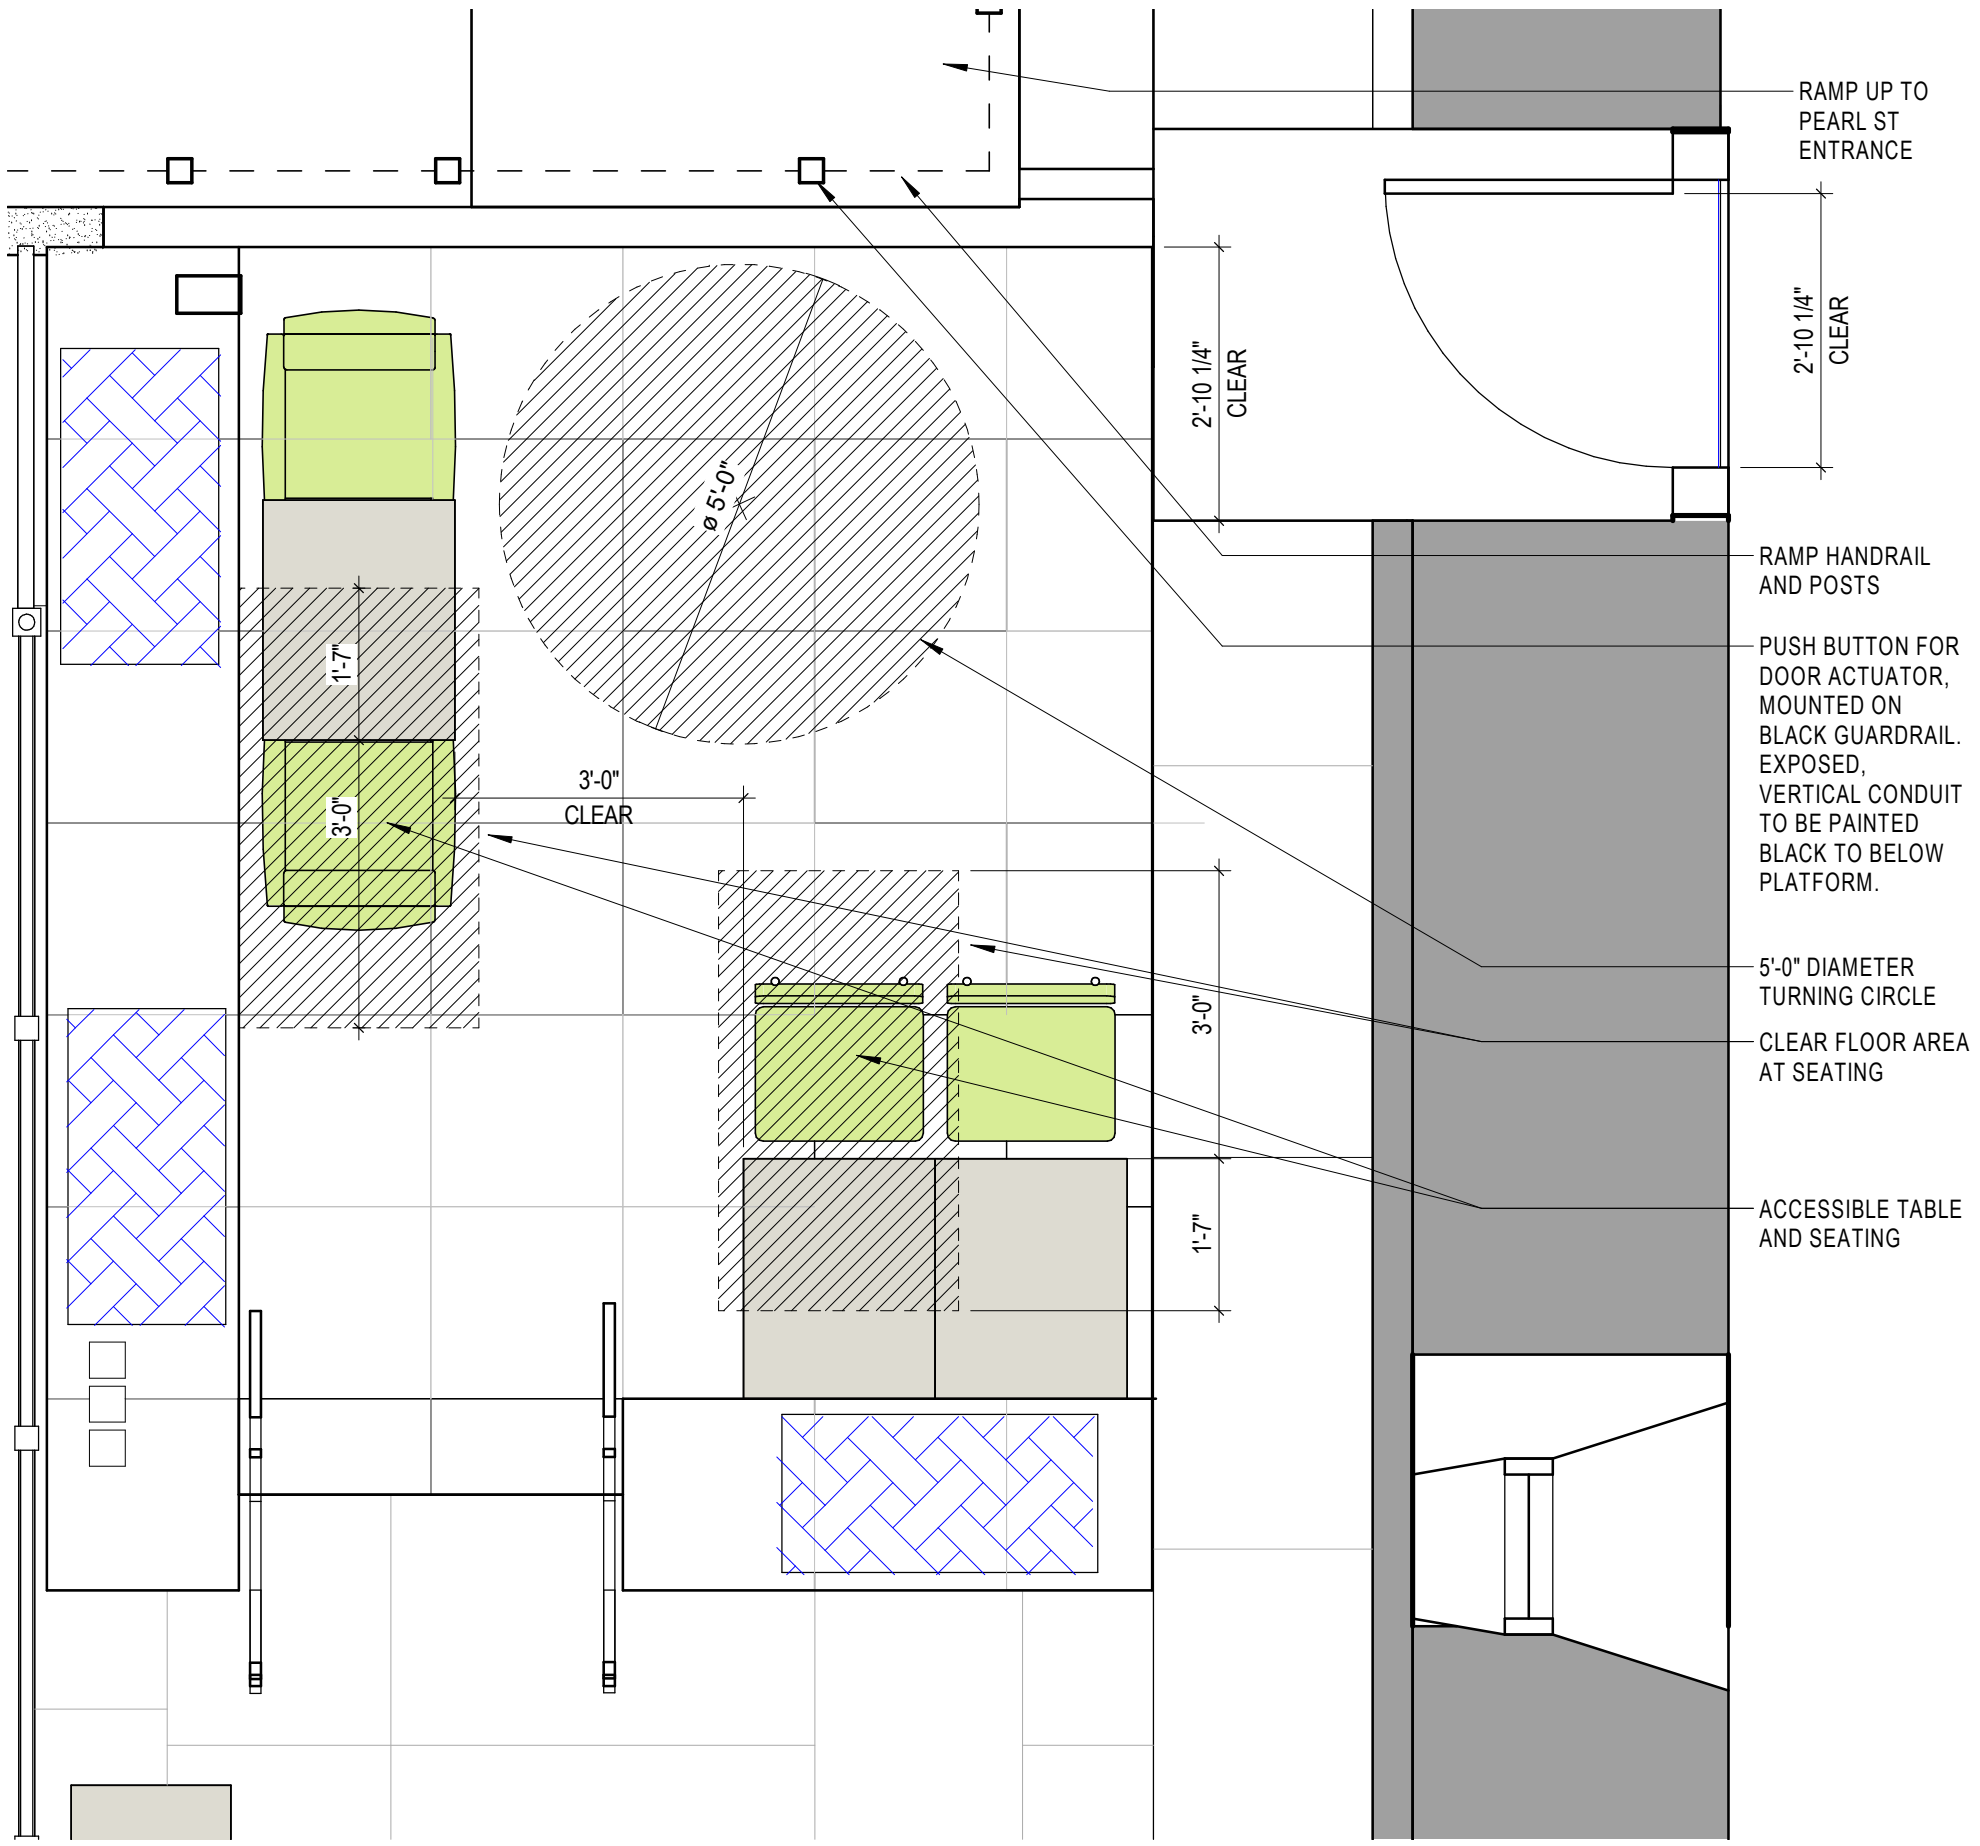 RAMP UP TO
PEARL ST
ENTRANCE
2'-10 1/4"
CLEAR
2'-10 1/4"
CLEAR
ø 5'-0"
RAMP HANDRAIL
AND POSTS
PUSH BUTTON FOR
DOOR ACTUATOR,
MOUNTED ON
BLACK GUARDRAIL.
EXPOSED,
VERTICAL CONDUIT
TO BE PAINTED
BLACK TO BELOW
PLATFORM.
1'-7"
3'-0"
3'-0"
CLEAR
5'-0" DIAMETER
TURNING CIRCLE
3'-0"
CLEAR FLOOR AREA
AT SEATING
1'-7"
ACCESSIBLE TABLE
AND SEATING